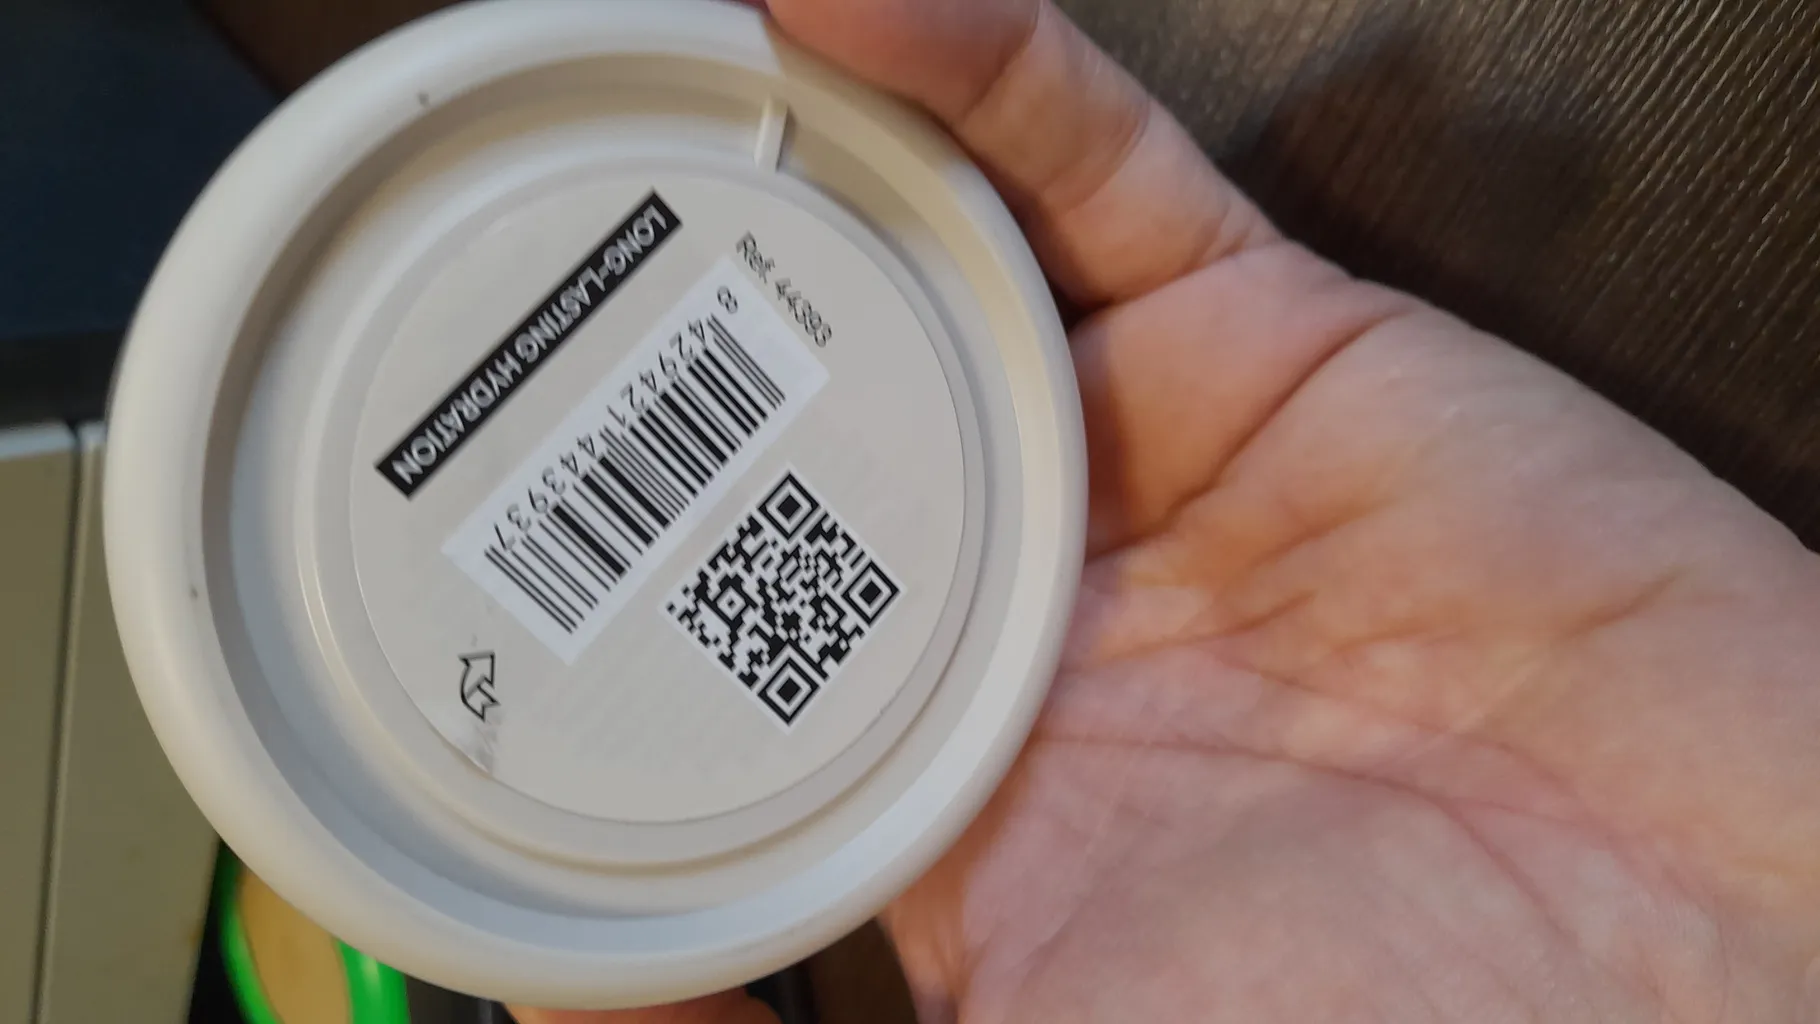 Ref. 44393
8 429421 443937
LONG-LASTING HYDRATION